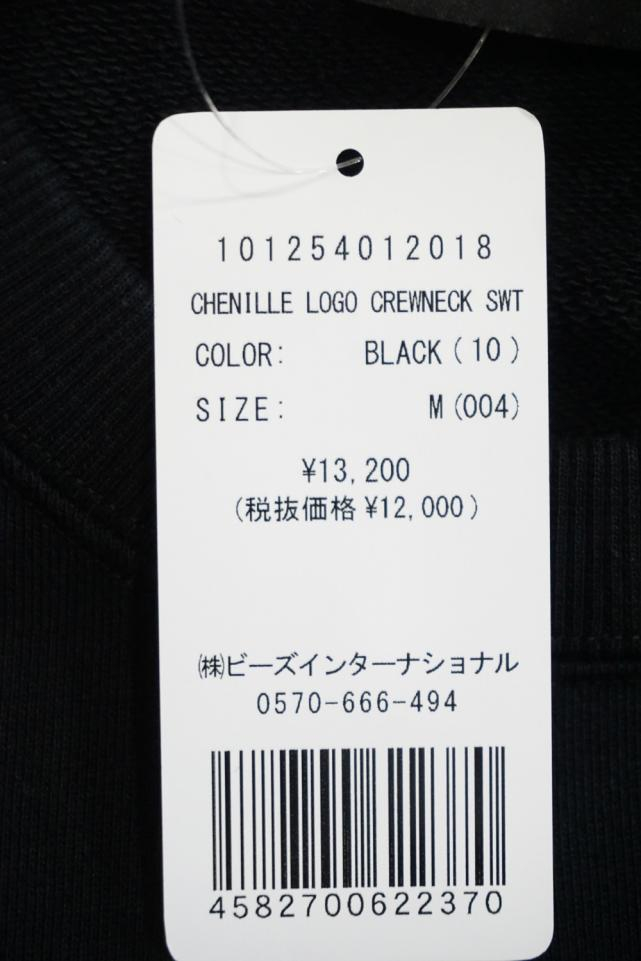 101254012018
CHENILLE LOGO CREWNECK SWT
COLOR: BLACK(10)
SIZE: M(004)
¥13,200
(税抜価格¥12,000)
㈱ビーズインターナショナル
0570-666-494
4582700622370